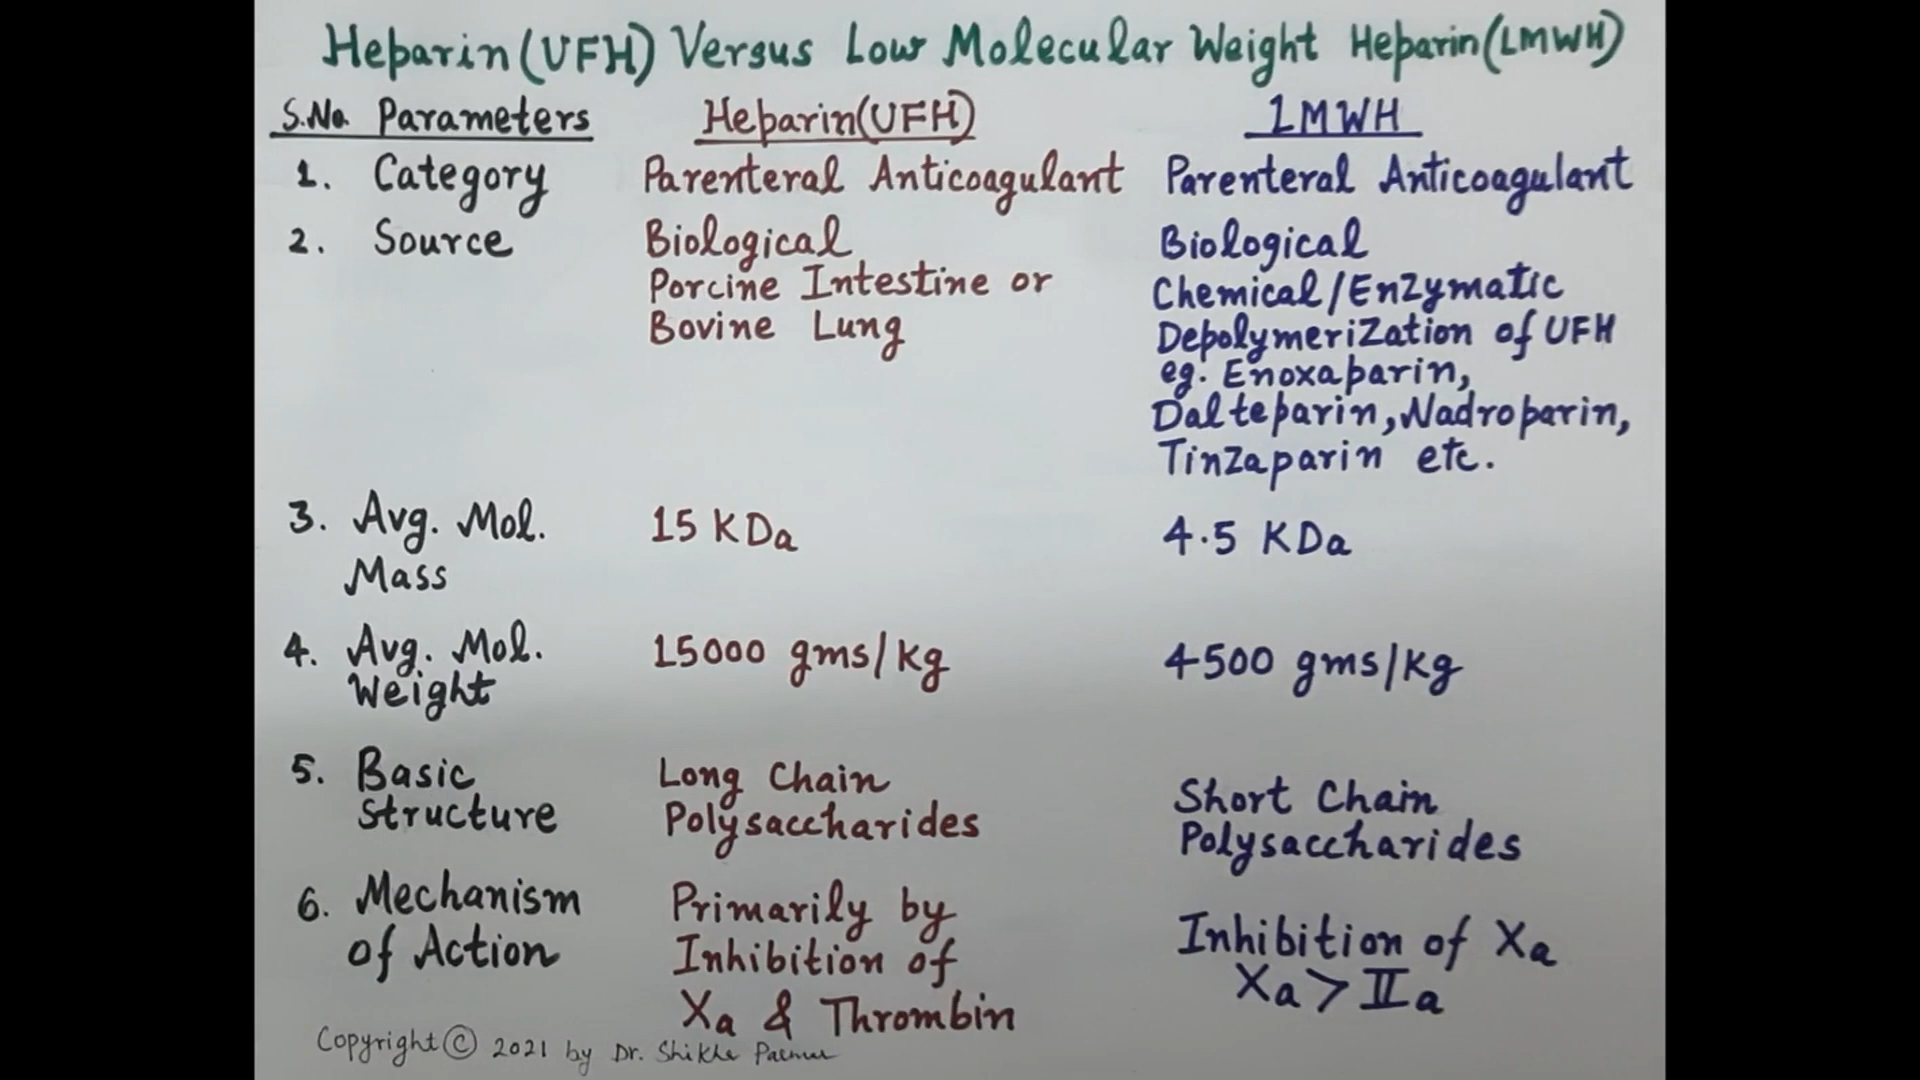 Heparin(UFH) Versus Low Molecular Weight Heparin(LMWH)
S.No. Parameters Heparin(UFH) LMWH
1. Category Parenteral Anticoagulant Parenteral Anticoagulant
2. Source Biological Biological
Porcine Intestine or Chemical/Enzymatic
Bovine Lung Depolymerization of UFH
eg. Enoxaparin,
Dalteparin, Nadroparin,
Tinzaparin etc.
3. Avg. Mol. 15 KDa 4.5 KDa
Mass
4. Avg. Mol. 15000 gms/kg 4500 gms/kg
Weight
5. Basic Long Chain Short Chain
Structure Polysaccharides Polysaccharides
6. Mechanism Primarily by Inhibition of Xa
of Action Inhibition of Xa > IIa
Xa & Thrombin
Copyright © 2021 by Dr. Shikha